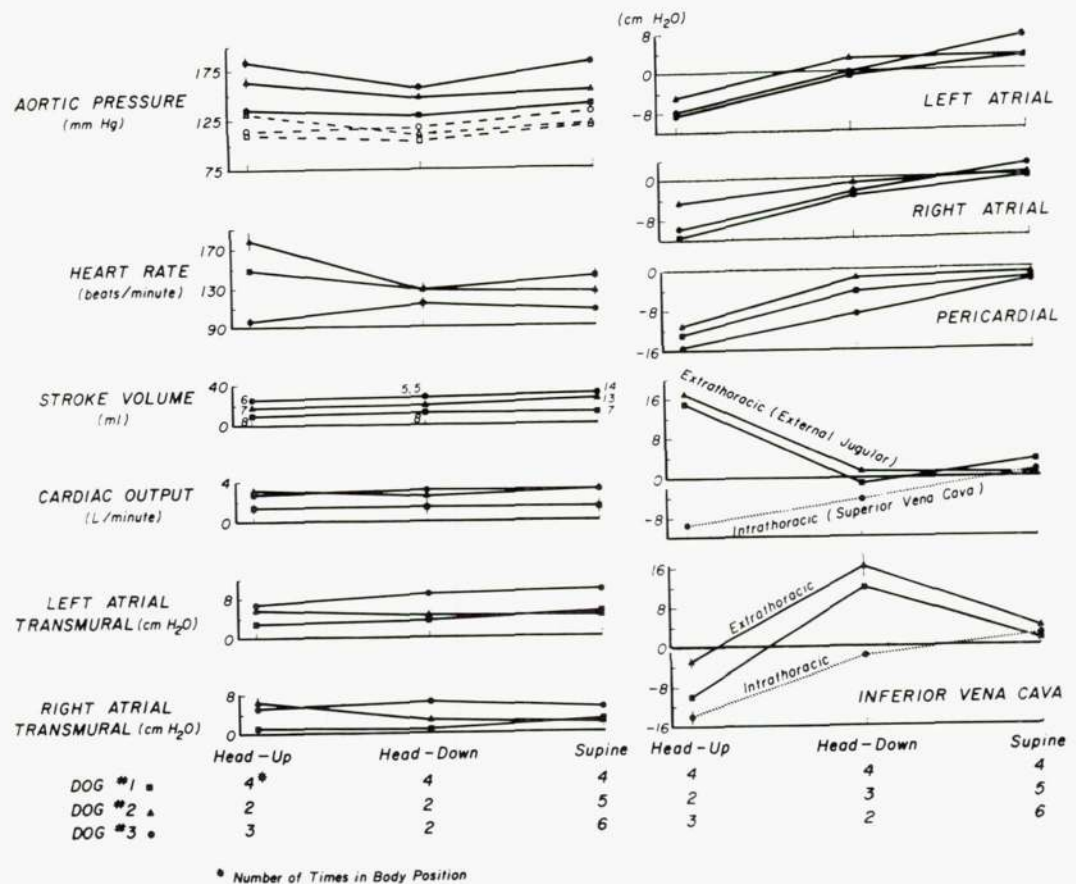 (cm H2O)
AORTIC PRESSURE
(mm Hg)
175
125
75
HEART RATE
(beats/minute)
170
130
90
STROKE VOLUME
(ml)
40
0
6
7
8
5,5
8
14
13
7
CARDIAC OUTPUT
(L/minute)
4
0
LEFT ATRIAL
TRANSMURAL (cm H2O)
8
0
RIGHT ATRIAL
TRANSMURAL (cm H2O)
8
0
Head-Up Head-Down Supine
DOG #1 ■ 4* 4 4
DOG #2 ▲ 2 2 5
DOG #3 ● 3 2 6
* Number of Times in Body Position
8
0
-8
LEFT ATRIAL
0
-8
RIGHT ATRIAL
0
-8
-16
PERICARDIAL
16
8
0
-8
Extrathoracic (External Jugular)
Intrathoracic (Superior Vena Cava)
16
8
0
-8
-16
Extrathoracic
Intrathoracic
INFERIOR VENA CAVA
Head-Up Head-Down Supine
4 4 4
2 3 5
3 2 6